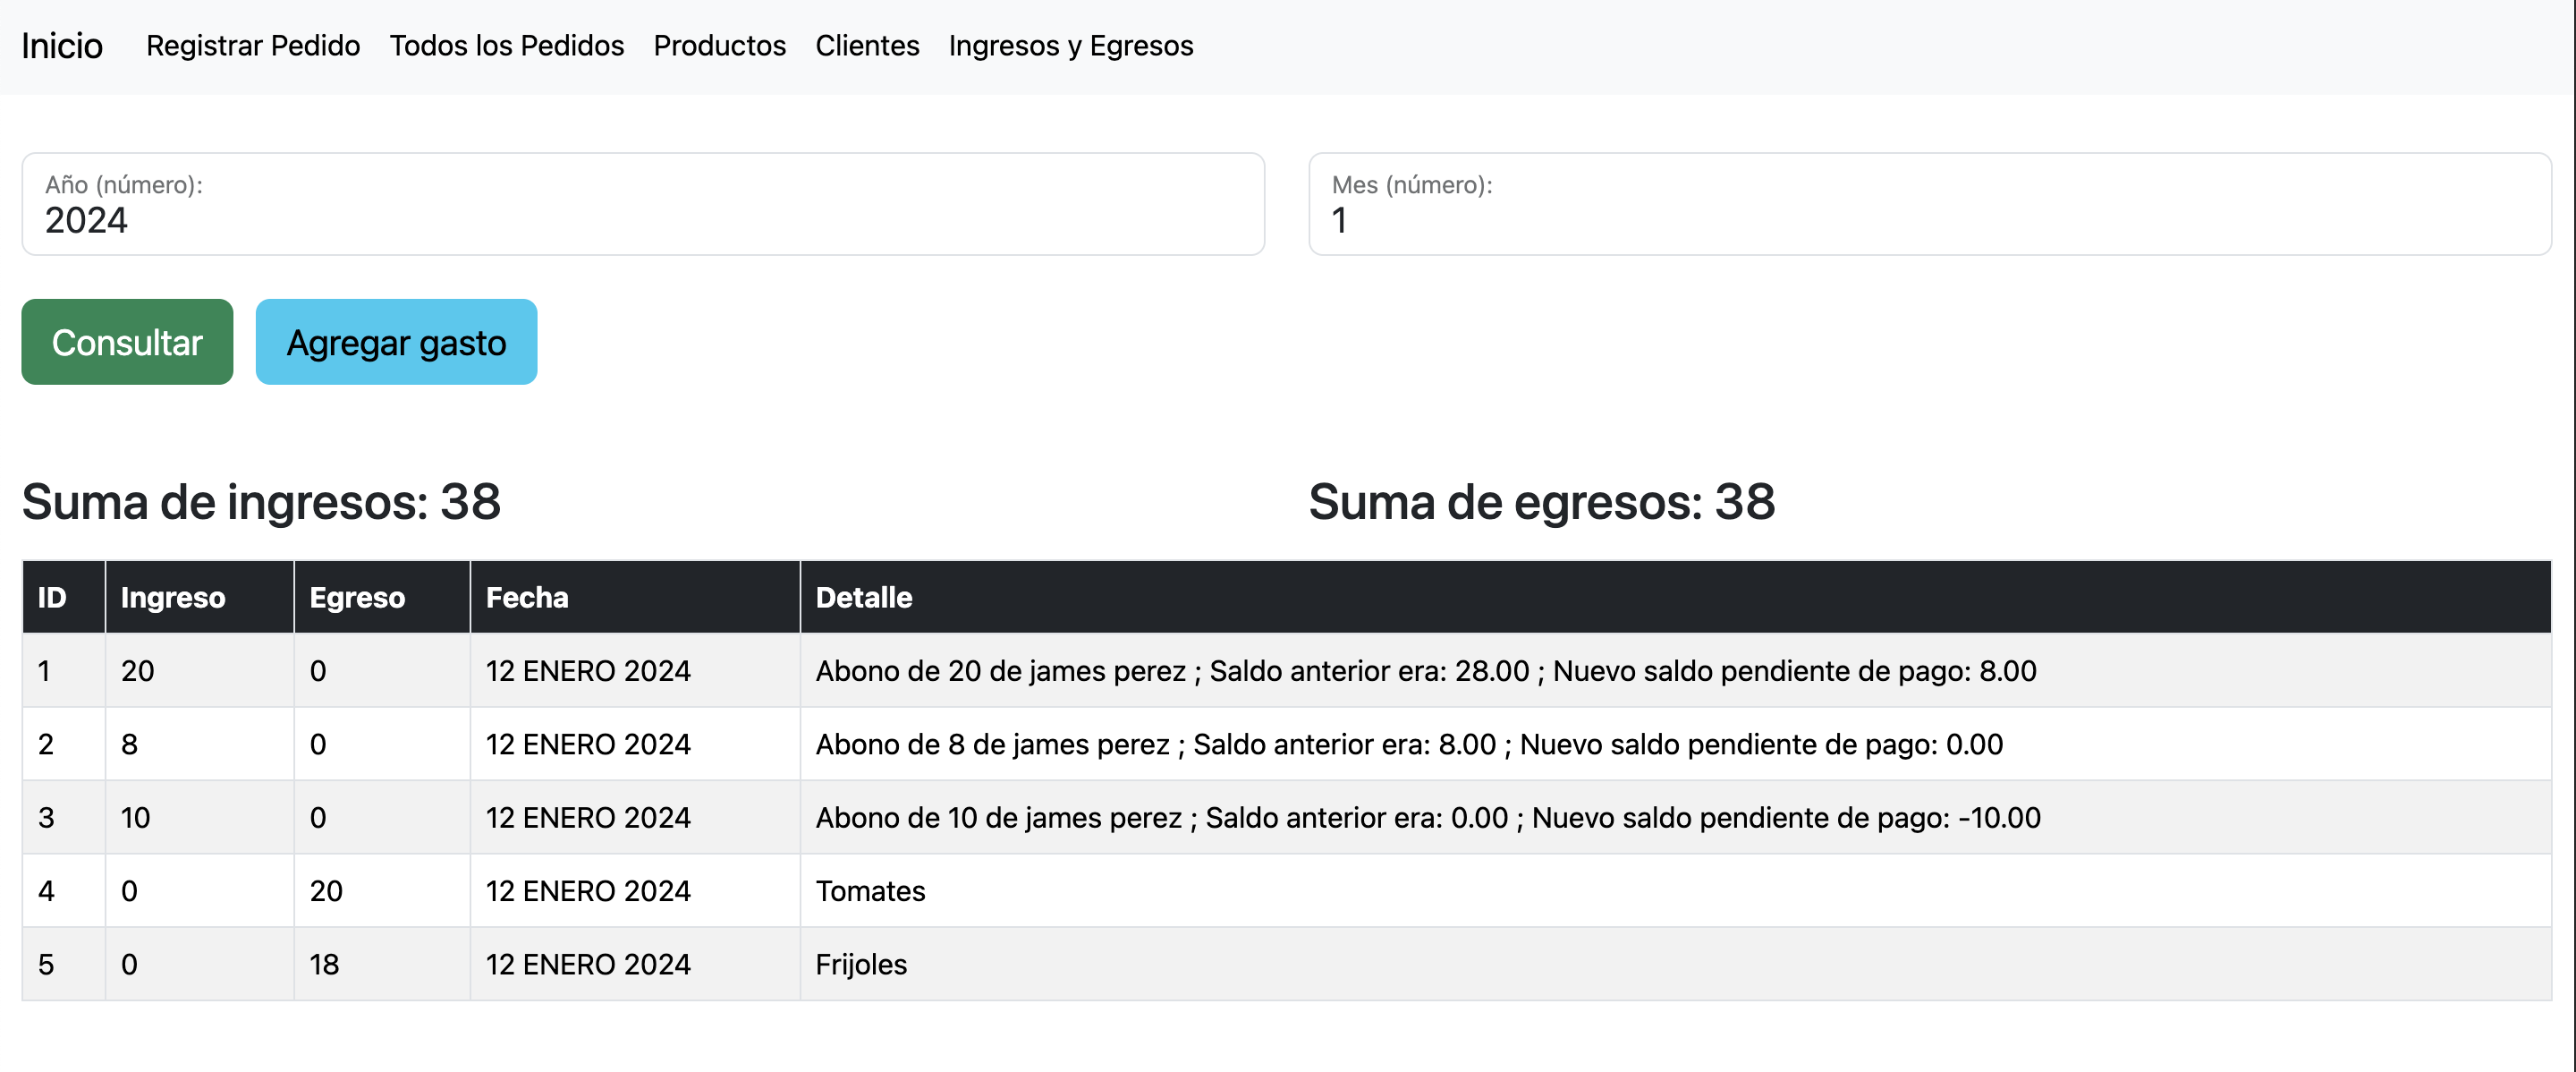 Inicio Registrar Pedido Todos los Pedidos Productos Clientes Ingresos y Egresos
Año (número): Mes (número):
2024 1
Consultar Agregar gasto
Suma de ingresos: 38 Suma de egresos: 38
ID Ingreso Egreso Fecha Detalle
1 20 0 12 ENERO 2024 Abono de 20 de james perez ; Saldo anterior era: 28.00 ; Nuevo saldo pendiente de pago: 8.00
2 8 0 12 ENERO 2024 Abono de 8 de james perez ; Saldo anterior era: 8.00 ; Nuevo saldo pendiente de pago: 0.00
3 10 0 12 ENERO 2024 Abono de 10 de james perez ; Saldo anterior era: 0.00 ; Nuevo saldo pendiente de pago: -10.00
4 0 20 12 ENERO 2024 Tomates
5 0 18 12 ENERO 2024 Frijoles